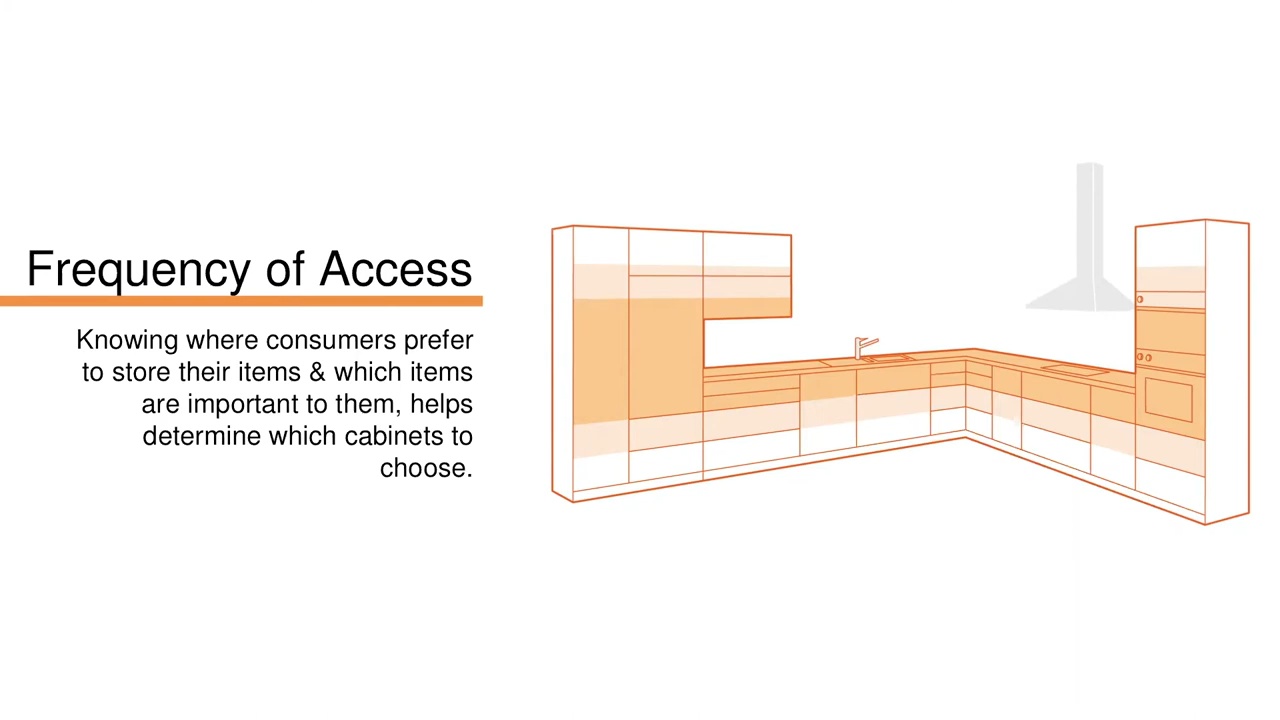 Frequency of Access
Knowing where consumers prefer
to store their items & which items
are important to them, helps
determine which cabinets to
choose.